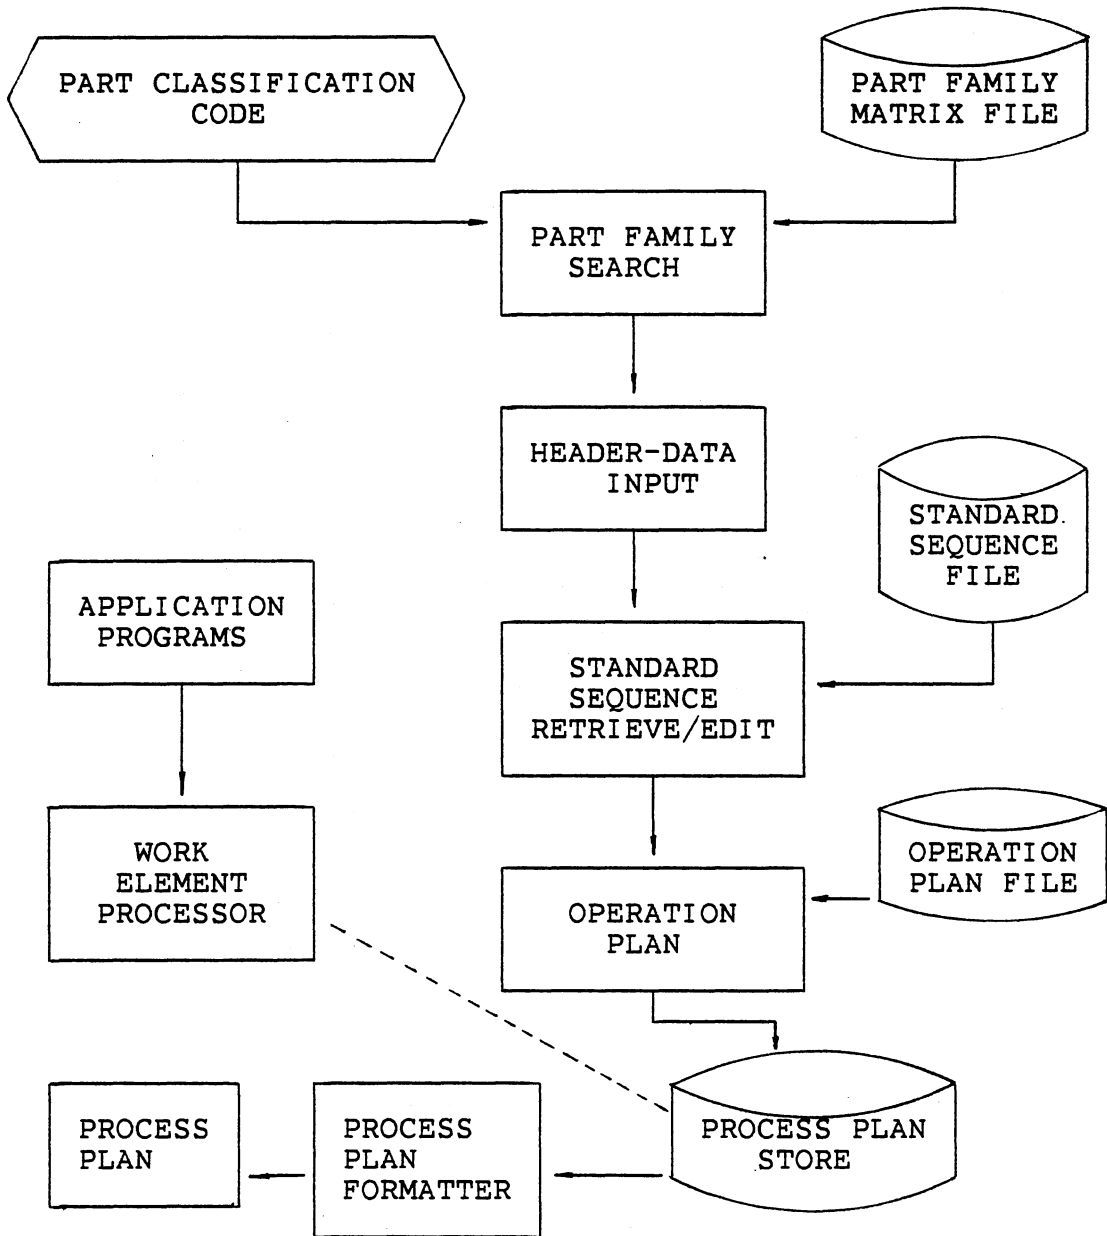 PART CLASSIFICATION
CODE
PART FAMILY
MATRIX FILE
PART FAMILY
SEARCH
HEADER-DATA
INPUT
STANDARD
SEQUENCE
FILE
APPLICATION
PROGRAMS
STANDARD
SEQUENCE
RETRIEVE/EDIT
WORK
ELEMENT
PROCESSOR
OPERATION
PLAN FILE
OPERATION
PLAN
PROCESS PLAN
STORE
PROCESS
PLAN
FORMATTER
PROCESS
PLAN